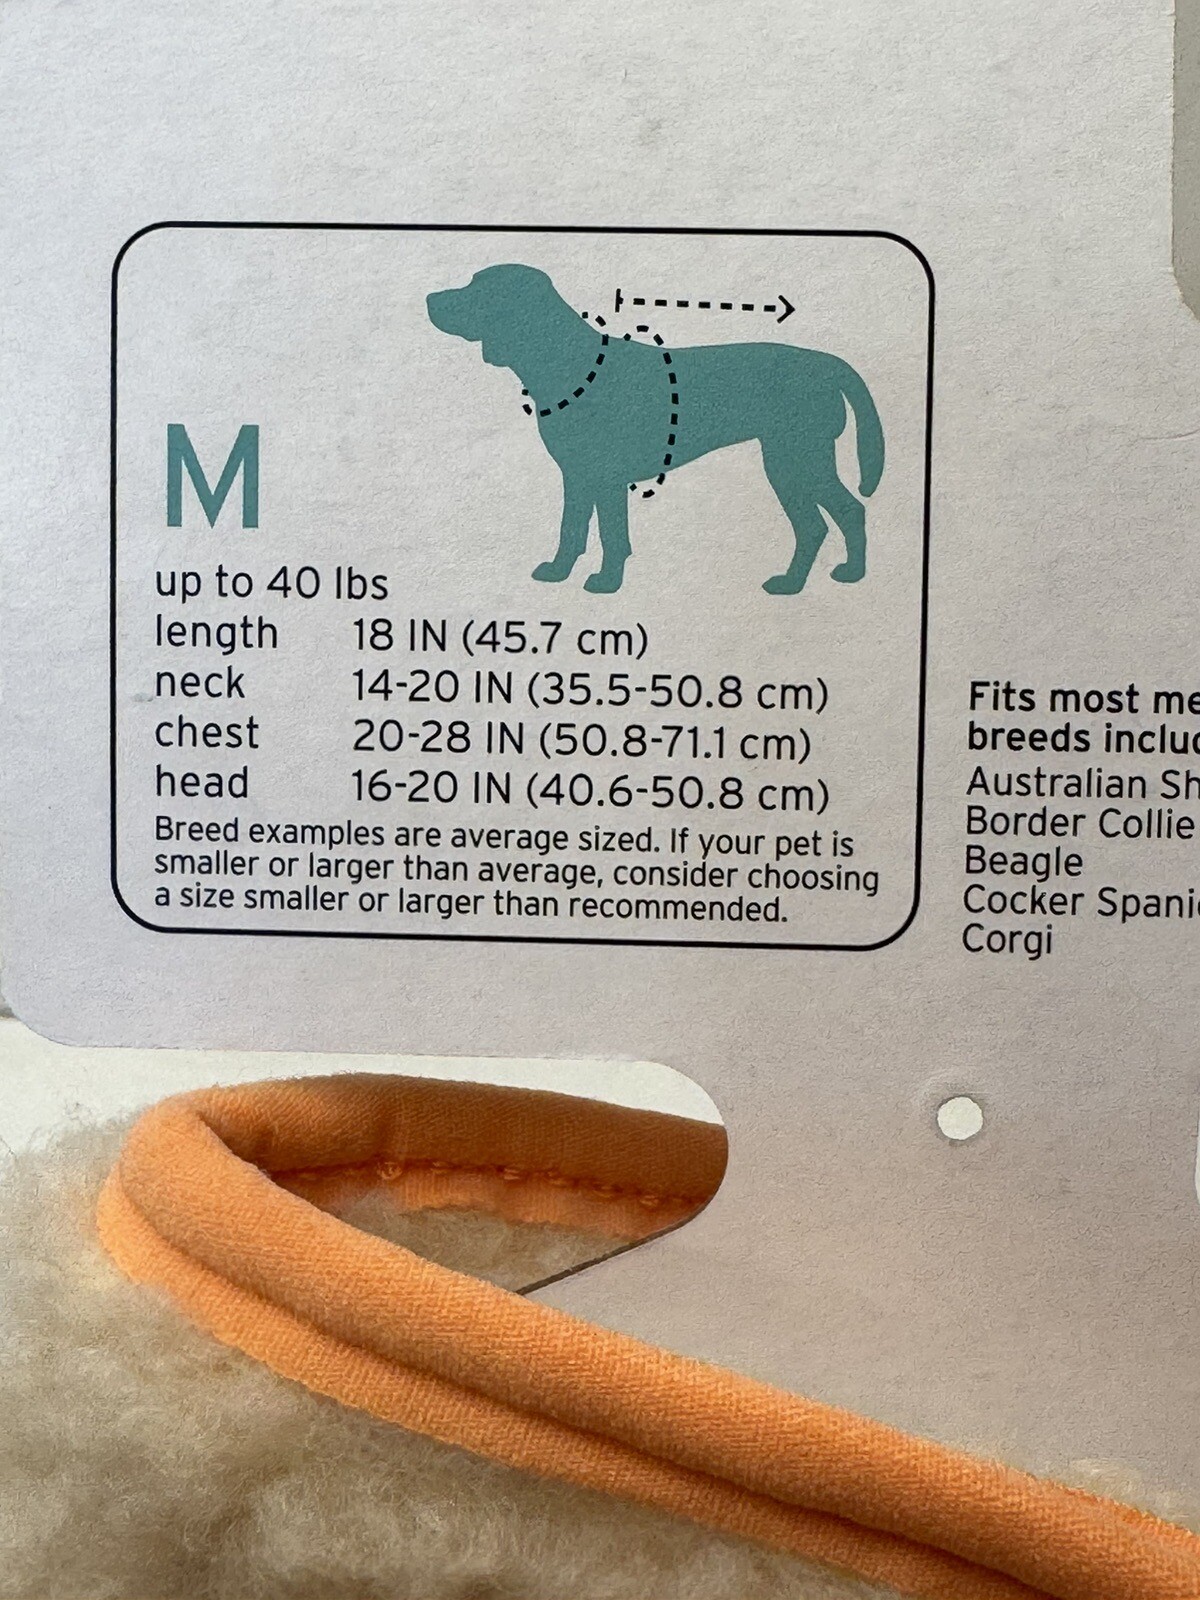 M
up to 40 lbs
length 18 IN (45.7 cm)
neck 14-20 IN (35.5-50.8 cm)
chest 20-28 IN (50.8-71.1 cm)
head 16-20 IN (40.6-50.8 cm)
Breed examples are average sized. If your pet is
smaller or larger than average, consider choosing
a size smaller or larger than recommended.
Fits most
breeds
Australian
Border Collie
Beagle
Cocker
Corgi